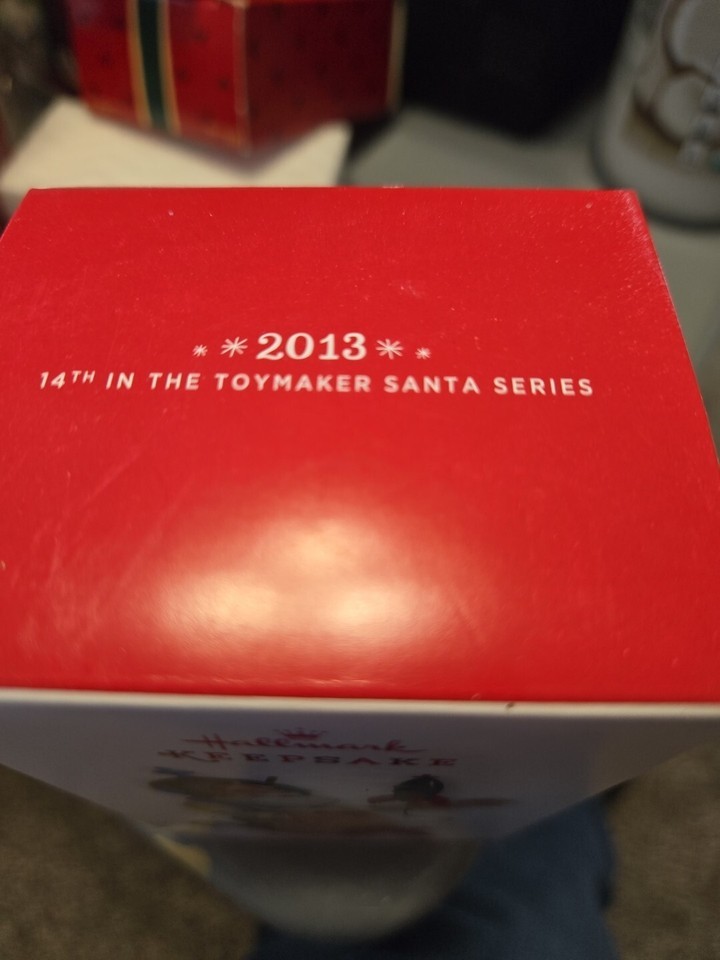 * * 2013 * *
14TH IN THE TOYMAKER SANTA SERIES
Hallmark
KEEPSAKE